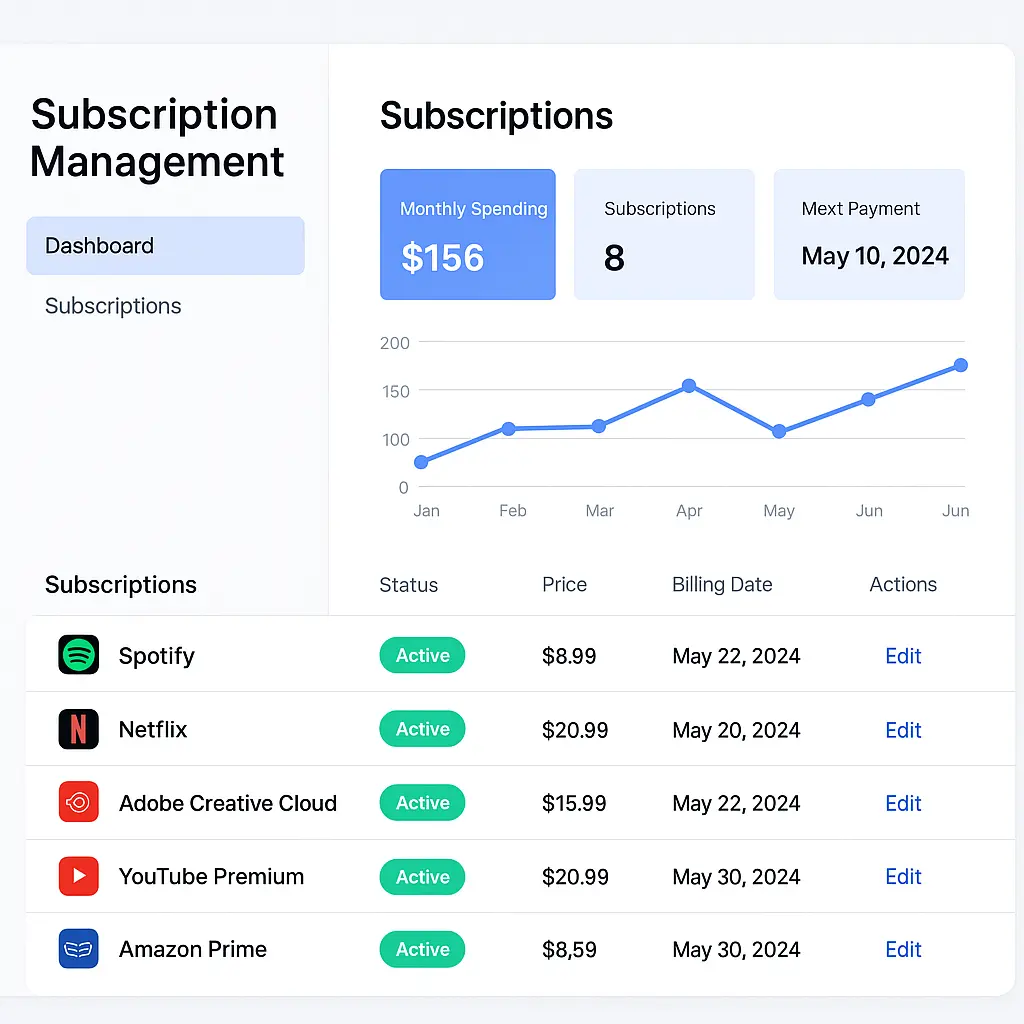 Subscription
Management
Dashboard
Subscriptions
Subscriptions
Monthly Spending
$156
Subscriptions
8
Mext Payment
May 10, 2024
200
150
100
0
Jan Feb Mar Apr May Jun Jun
Subscriptions Status Price Billing Date Actions
Spotify Active $8.99 May 22, 2024 Edit
N Netflix Active $20.99 May 20, 2024 Edit
Adobe Creative Cloud Active $15.99 May 22, 2024 Edit
YouTube Premium Active $20.99 May 30, 2024 Edit
Amazon Prime Active $8,59 May 30, 2024 Edit